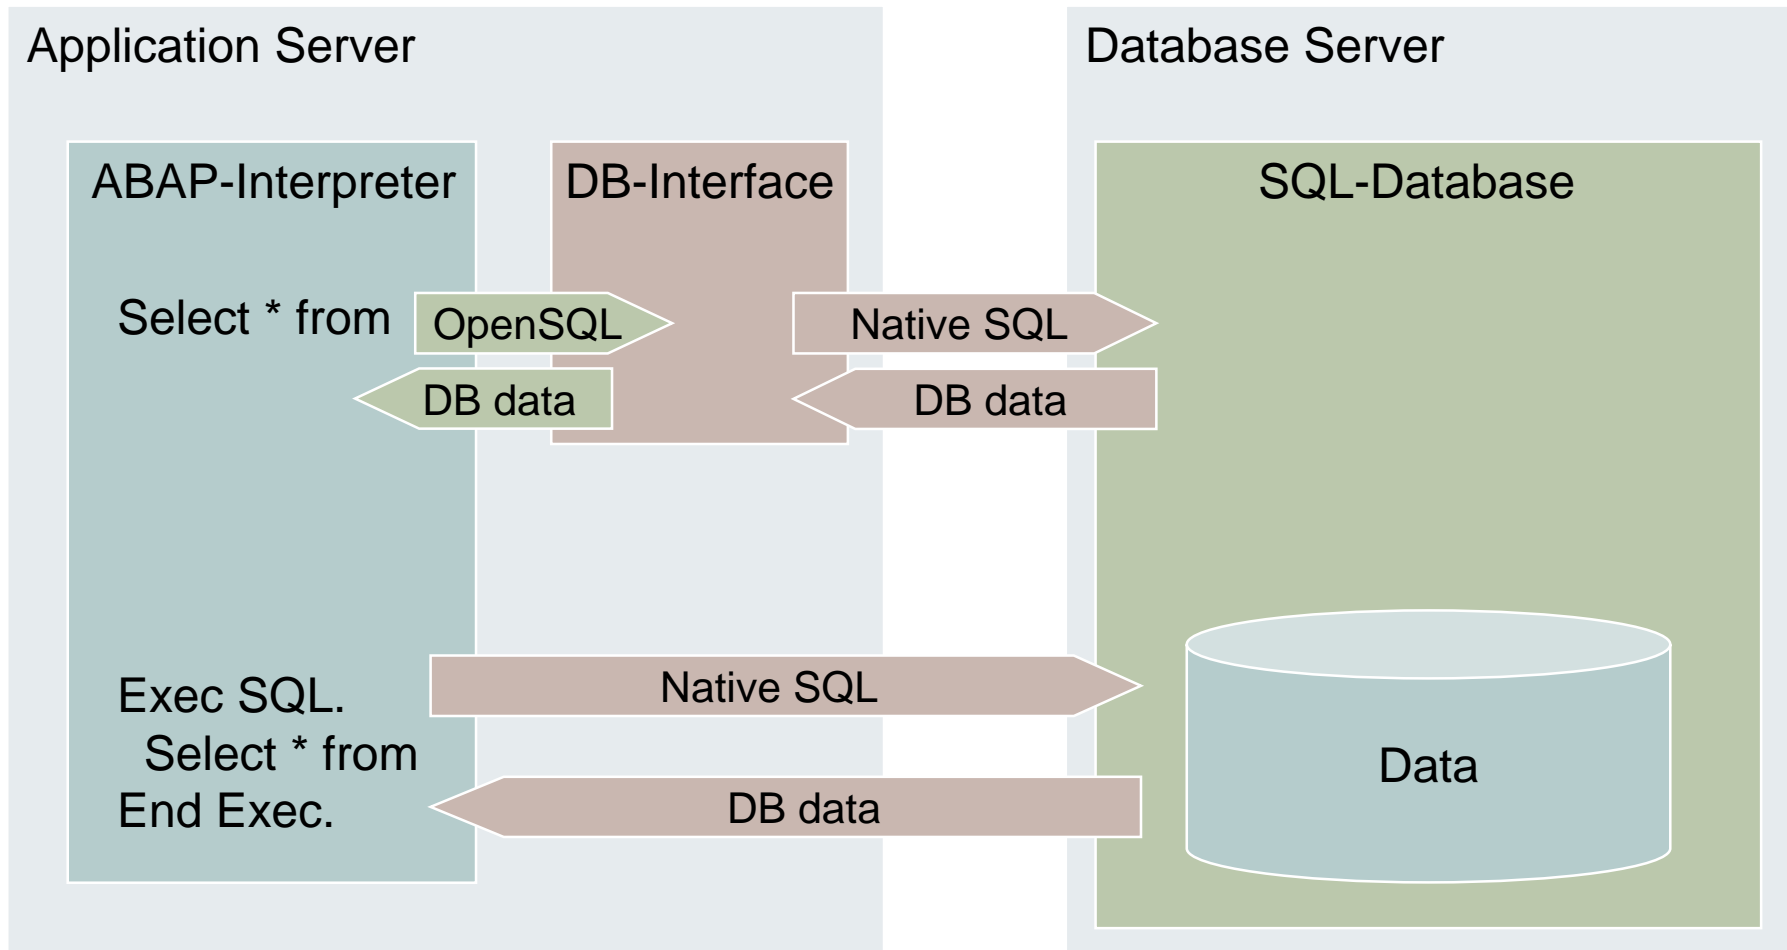 Application Server
Database Server
ABAP-Interpreter
DB-Interface
SQL-Database
Select * from
OpenSQL
Native SQL
DB data
DB data
Exec SQL.
Select * from
End Exec.
Native SQL
DB data
Data